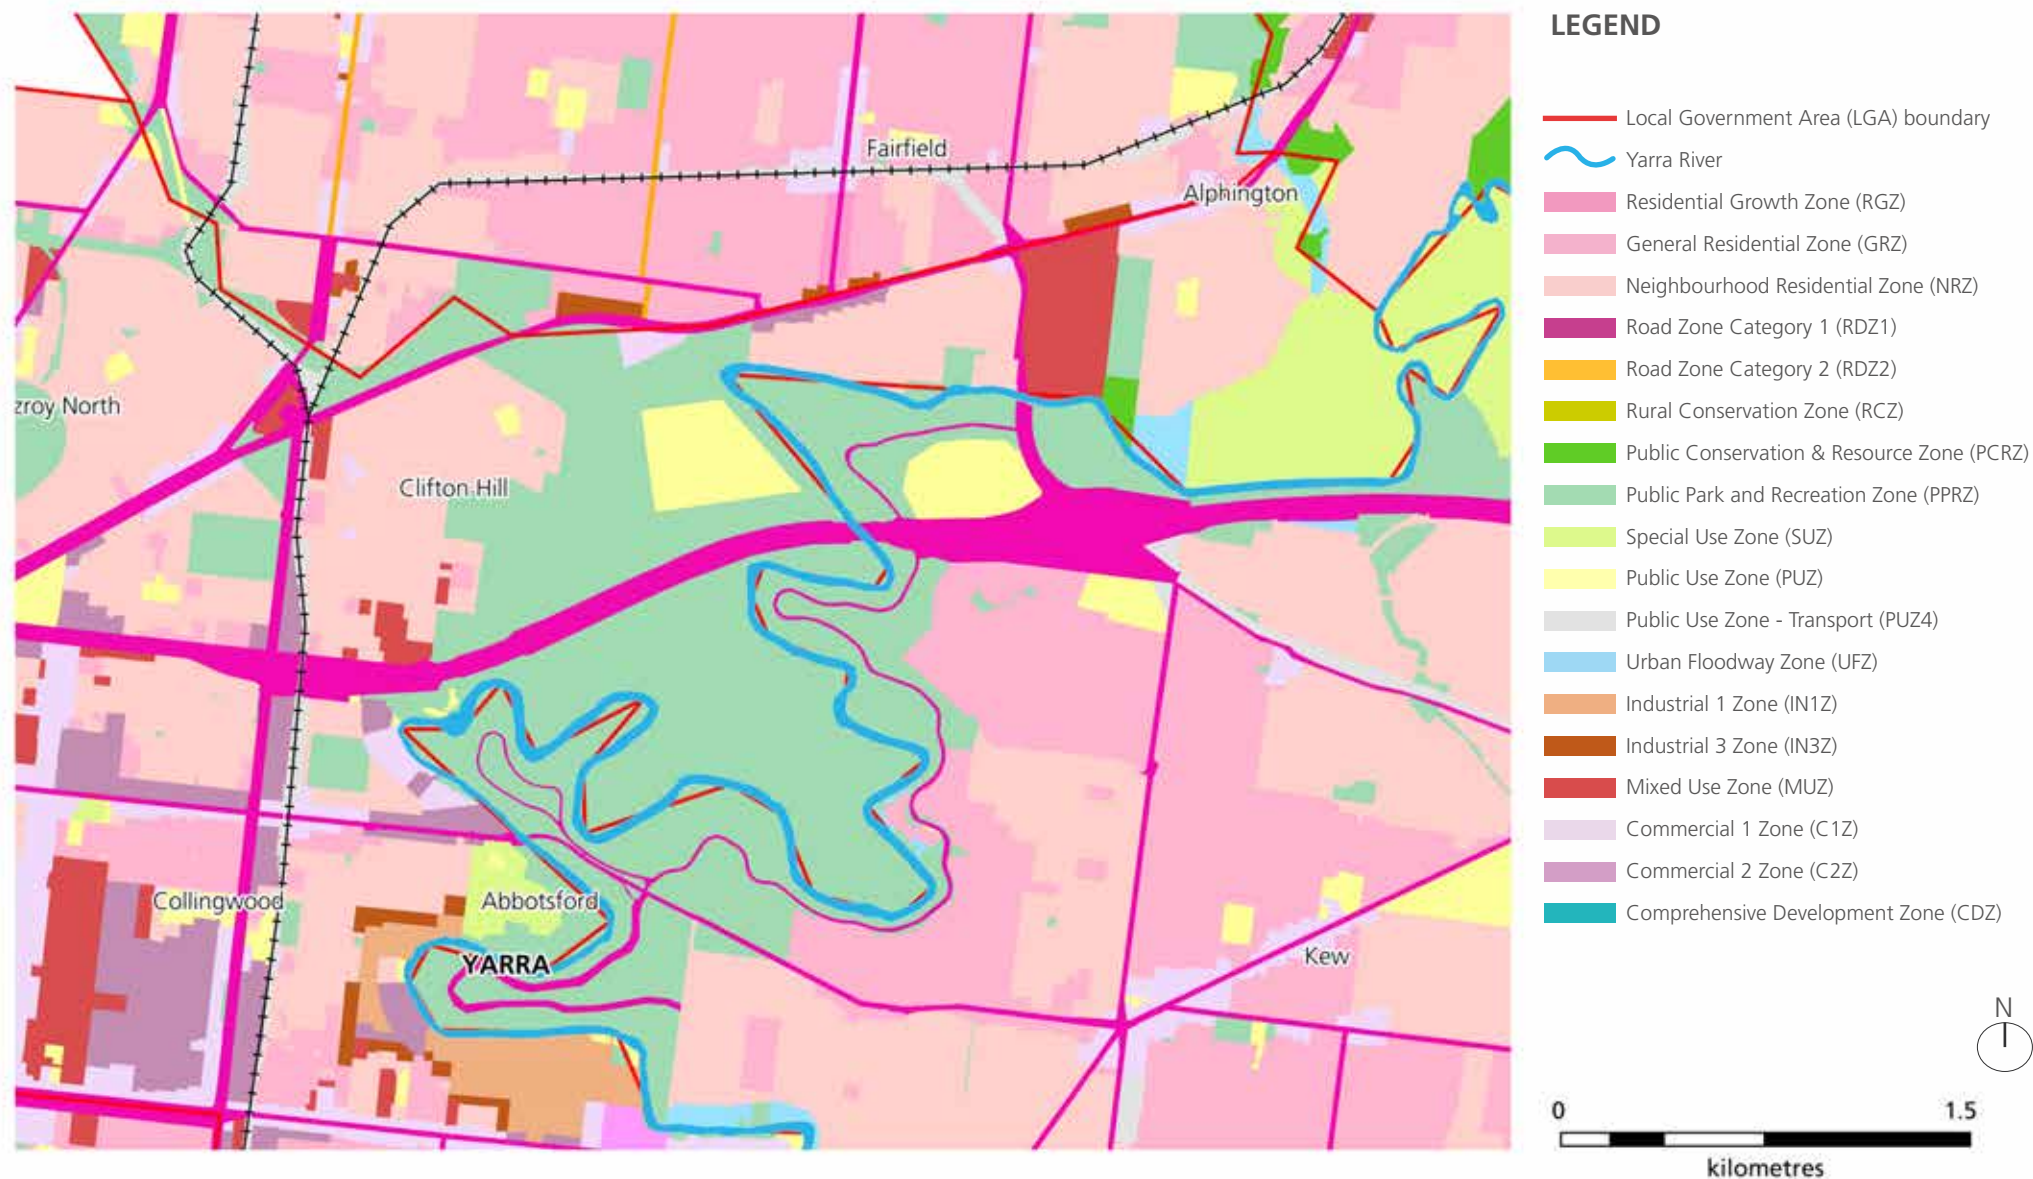 Fairfield
Alphington
zroy North
Clifton Hill
Collingwood
Abbotsford
YARRA
Kew
LEGEND
Local Government Area (LGA) boundary
Yarra River
Residential Growth Zone (RGZ)
General Residential Zone (GRZ)
Neighbourhood Residential Zone (NRZ)
Road Zone Category 1 (RDZ1)
Road Zone Category 2 (RDZ2)
Rural Conservation Zone (RCZ)
Public Conservation & Resource Zone (PCRZ)
Public Park and Recreation Zone (PPRZ)
Special Use Zone (SUZ)
Public Use Zone (PUZ)
Public Use Zone - Transport (PUZ4)
Urban Floodway Zone (UFZ)
Industrial 1 Zone (IN1Z)
Industrial 3 Zone (IN3Z)
Mixed Use Zone (MUZ)
Commercial 1 Zone (C1Z)
Commercial 2 Zone (C2Z)
Comprehensive Development Zone (CDZ)
N
0 1.5
kilometres